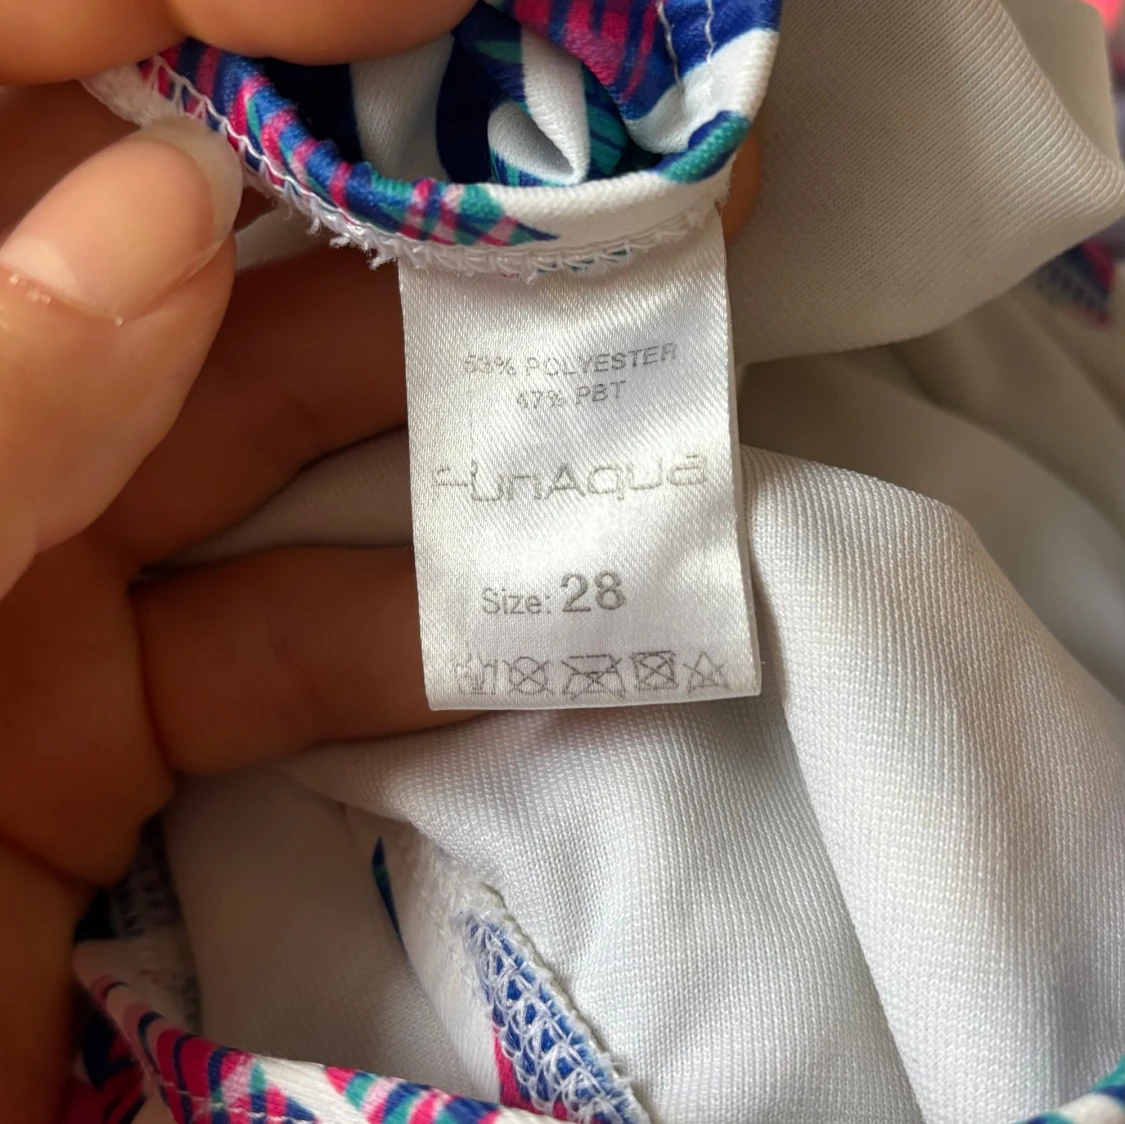 53% POLYESTER
47% PBT
FunAqua
Size: 28